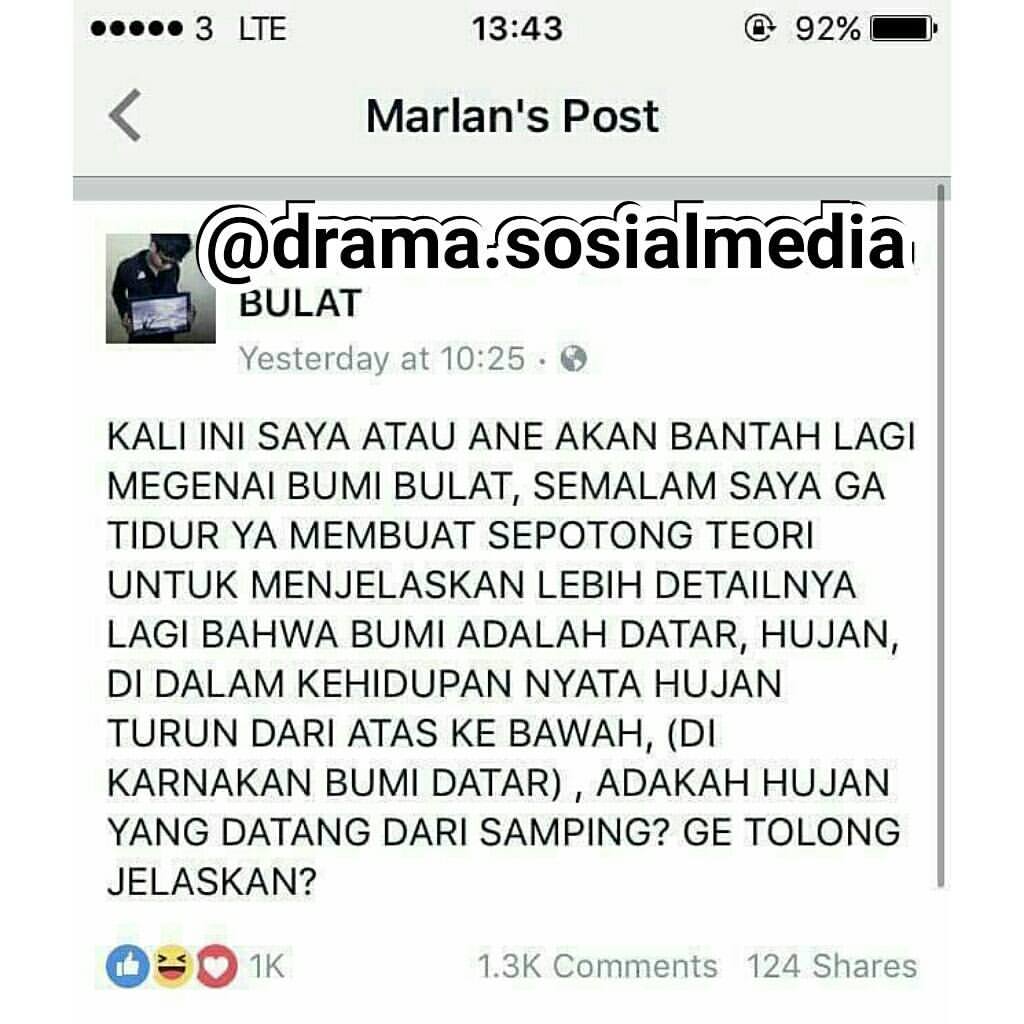 3 LTE 13:43 92%
Marlan's Post
@drama.sosialmedia
BULAT
Yesterday at 10:25 ·
KALI INI SAYA ATAU ANE AKAN BANTAH LAGI
MEGENAI BUMI BULAT, SEMALAM SAYA GA
TIDUR YA MEMBUAT SEPOTONG TEORI
UNTUK MENJELASKAN LEBIH DETAILNYA
LAGI BAHWA BUMI ADALAH DATAR, HUJAN,
DI DALAM KEHIDUPAN NYATA HUJAN
TURUN DARI ATAS KE BAWAH, (DI
KARNAKAN BUMI DATAR) , ADAKAH HUJAN
YANG DATANG DARI SAMPING? GE TOLONG
JELASKAN?
1K 1.3K Comments 124 Shares